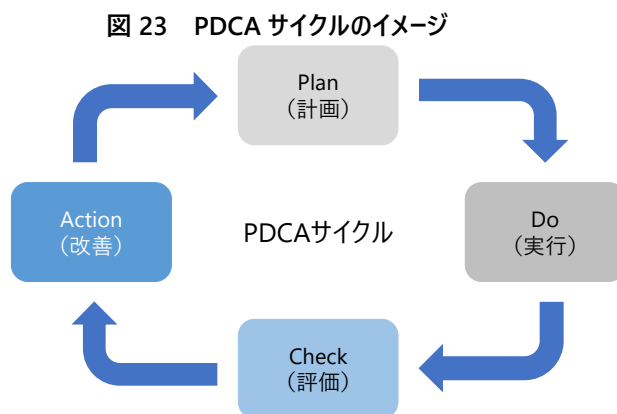 図 23　PDCA サイクルのイメージ
Plan
（計画）
Action
（改善）
PDCAサイクル
Do
（実行）
Check
（評価）